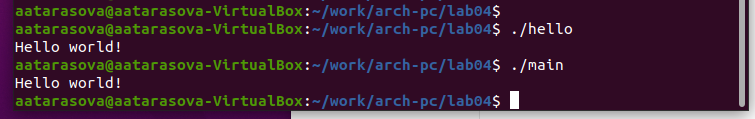 aatarasova@aatarasova-VirtualBox:~/work/arch-pc/lab04$
aatarasova@aatarasova-VirtualBox:~/work/arch-pc/lab04$ ./hello
Hello world!
aatarasova@aatarasova-VirtualBox:~/work/arch-pc/lab04$ ./main
Hello world!
aatarasova@aatarasova-VirtualBox:~/work/arch-pc/lab04$